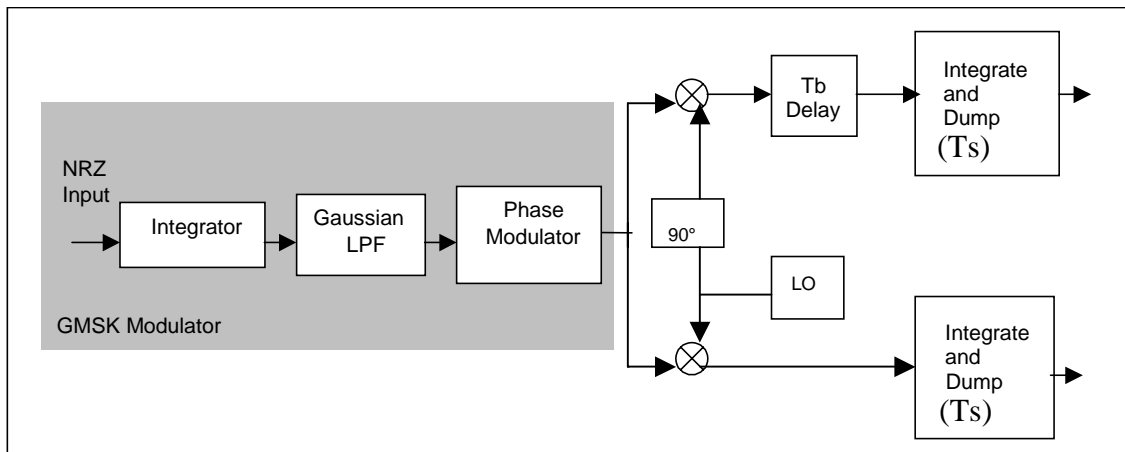 NRZ
Input
Integrator
Gaussian
LPF
Phase
Modulator
GMSK Modulator
90°
LO
Tb
Delay
Integrate
and
Dump
(Ts)
Integrate
and
Dump
(Ts)